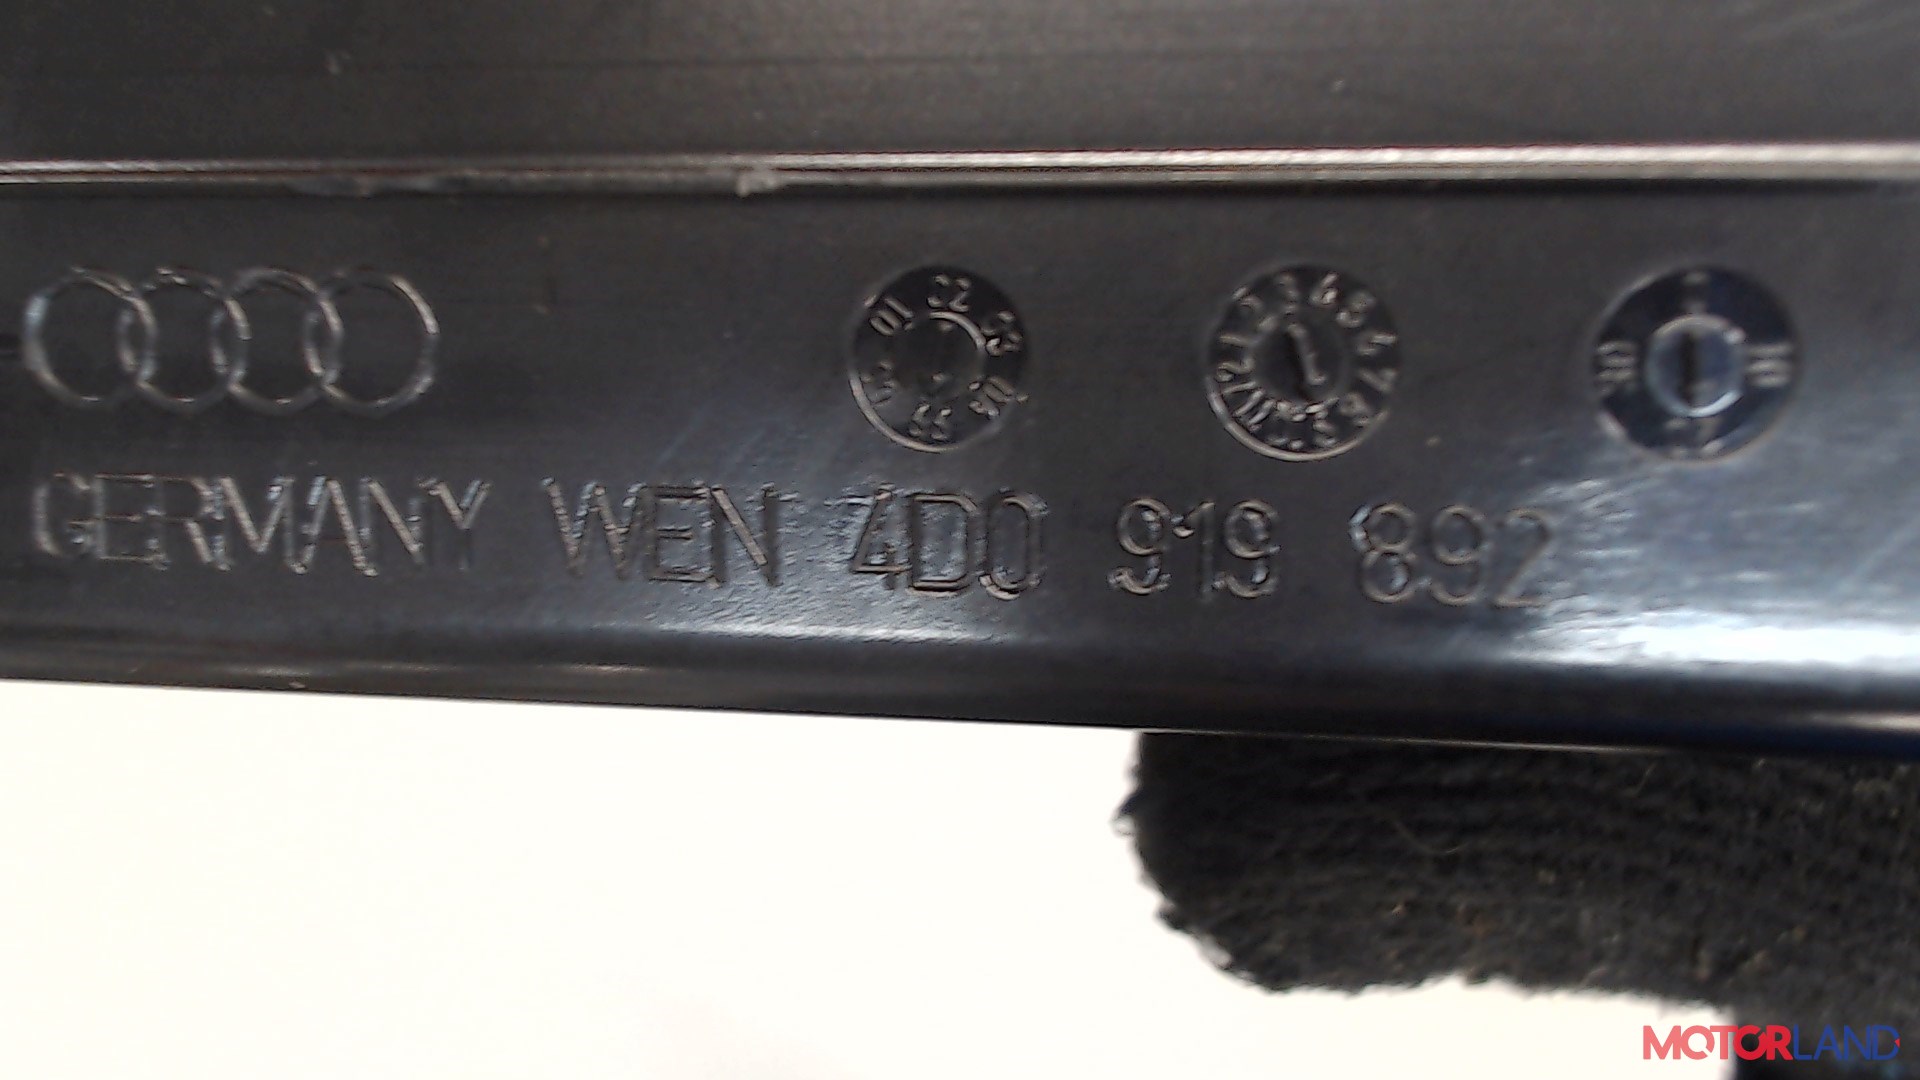 GERMANY WEN 4D0 919 892
MOTORLAND